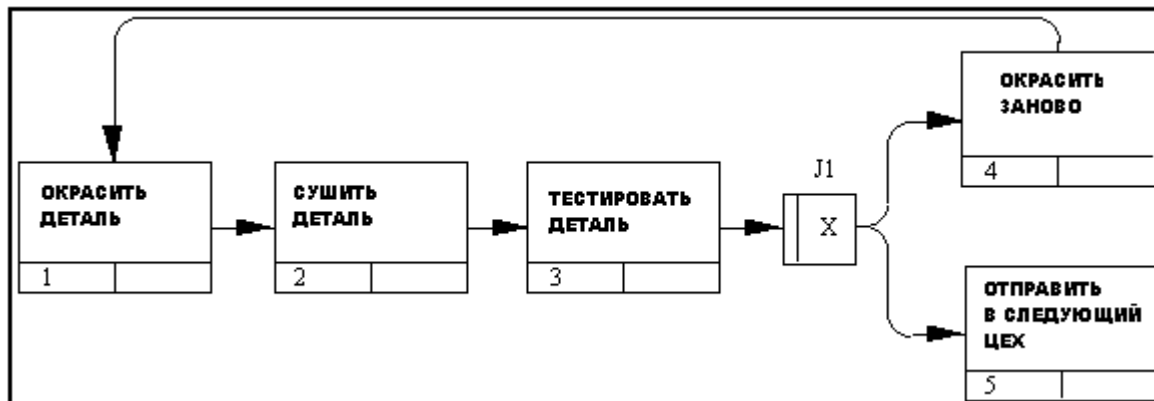 ОКРАСИТЬ
ЗАНОВО
4
J1
X
ОКРАСИТЬ
ДЕТАЛЬ
1
СУШИТЬ
ДЕТАЛЬ
2
ТЕСТИРОВАТЬ
ДЕТАЛЬ
3
ОТПРАВИТЬ
В СЛЕДУЮЩИЙ
ЦЕХ
5